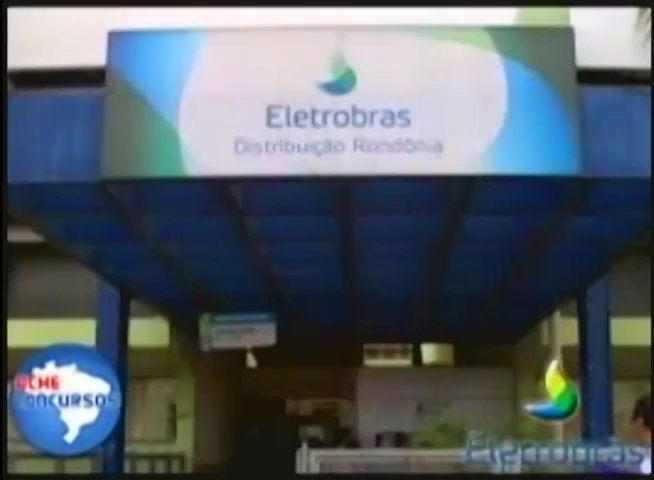 Eletrobras
Distribuição Rondônia
ACHE
CONCURSOS
Eletrobras